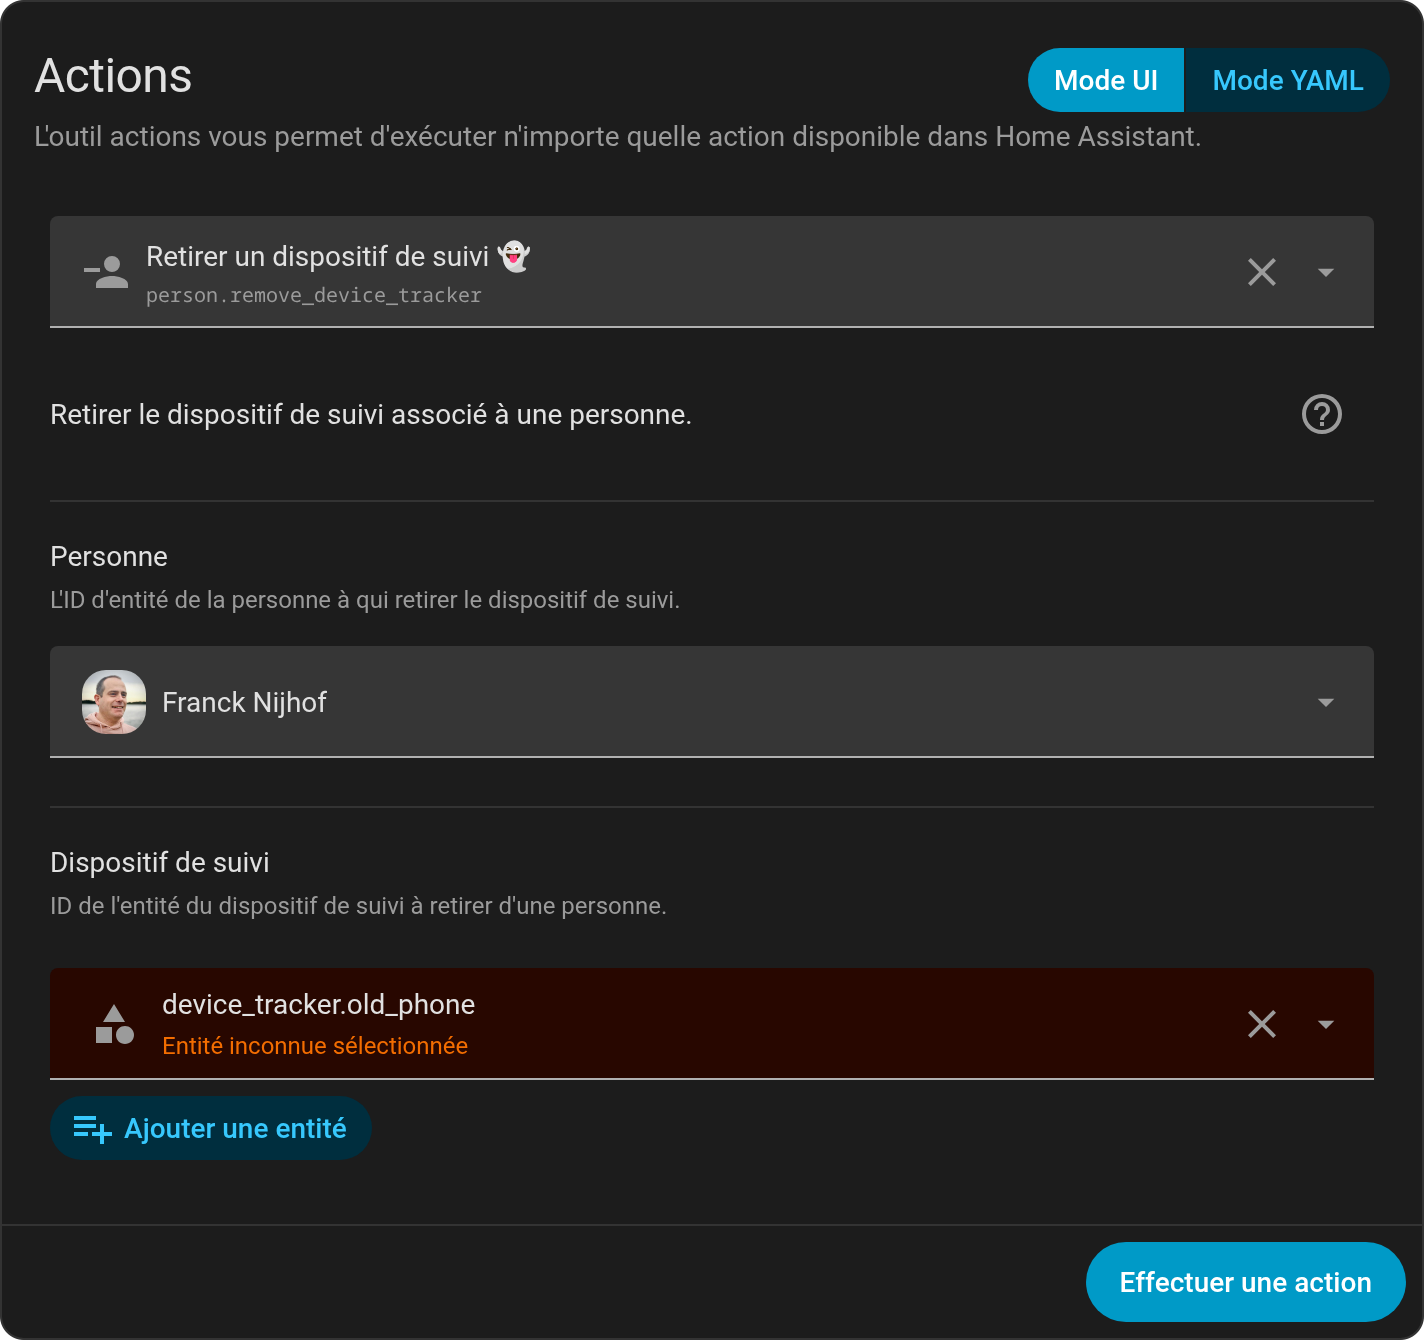 Actions
Mode UI
Mode YAML
L'outil actions vous permet d'exécuter n'importe quelle action disponible dans Home Assistant.
Retirer un dispositif de suivi 👻
person.remove_device_tracker
Retirer le dispositif de suivi associé à une personne.
Personne
L'ID d'entité de la personne à qui retirer le dispositif de suivi.
Franck Nijhof
Dispositif de suivi
ID de l'entité du dispositif de suivi à retirer d'une personne.
device_tracker.old_phone
Entité inconnue sélectionnée
Ajouter une entité
Effectuer une action